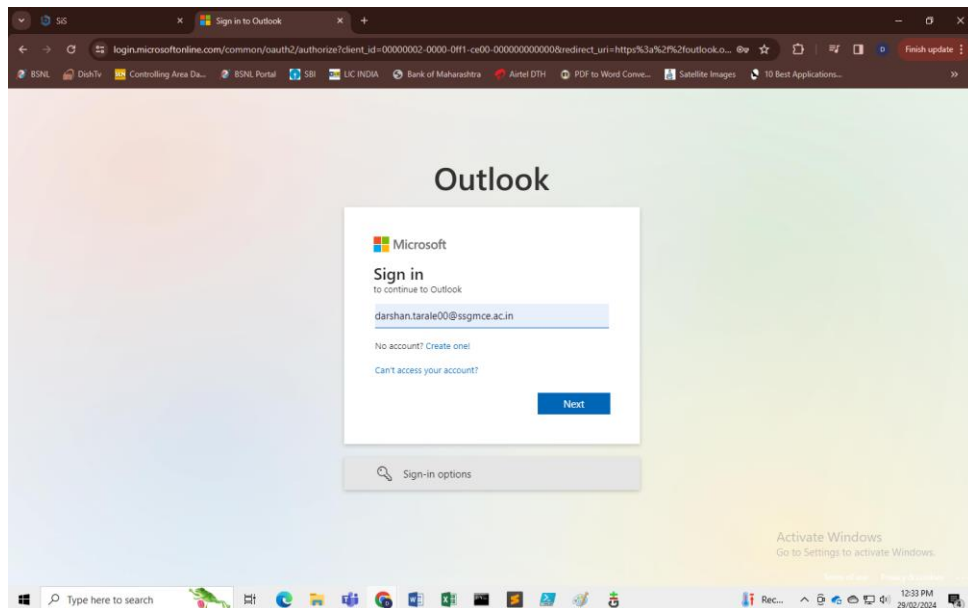 SiS
Sign in to Outlook
login.microsoftonline.com/common/oauth2/authorize?client_id=00000002-0000-0ff1-ce00-000000000000&redirect_uri=https%3a%2f%2foutlook.o...
Finish update
BSNL DishTv Controlling Area Da... BSNL Portal SBI LIC INDIA Bank of Maharashtra Airtel DTH PDF to Word Conve... Satellite Images 10 Best Applications...
Outlook
Microsoft
Sign in
to continue to Outlook
darshan.tarale00@ssgmce.ac.in
No account? Create one!
Can't access your account?
Next
Sign-in options
Activate Windows
Go to Settings to activate Windows.
Type here to search
Rec...
12:33 PM
29/02/2024